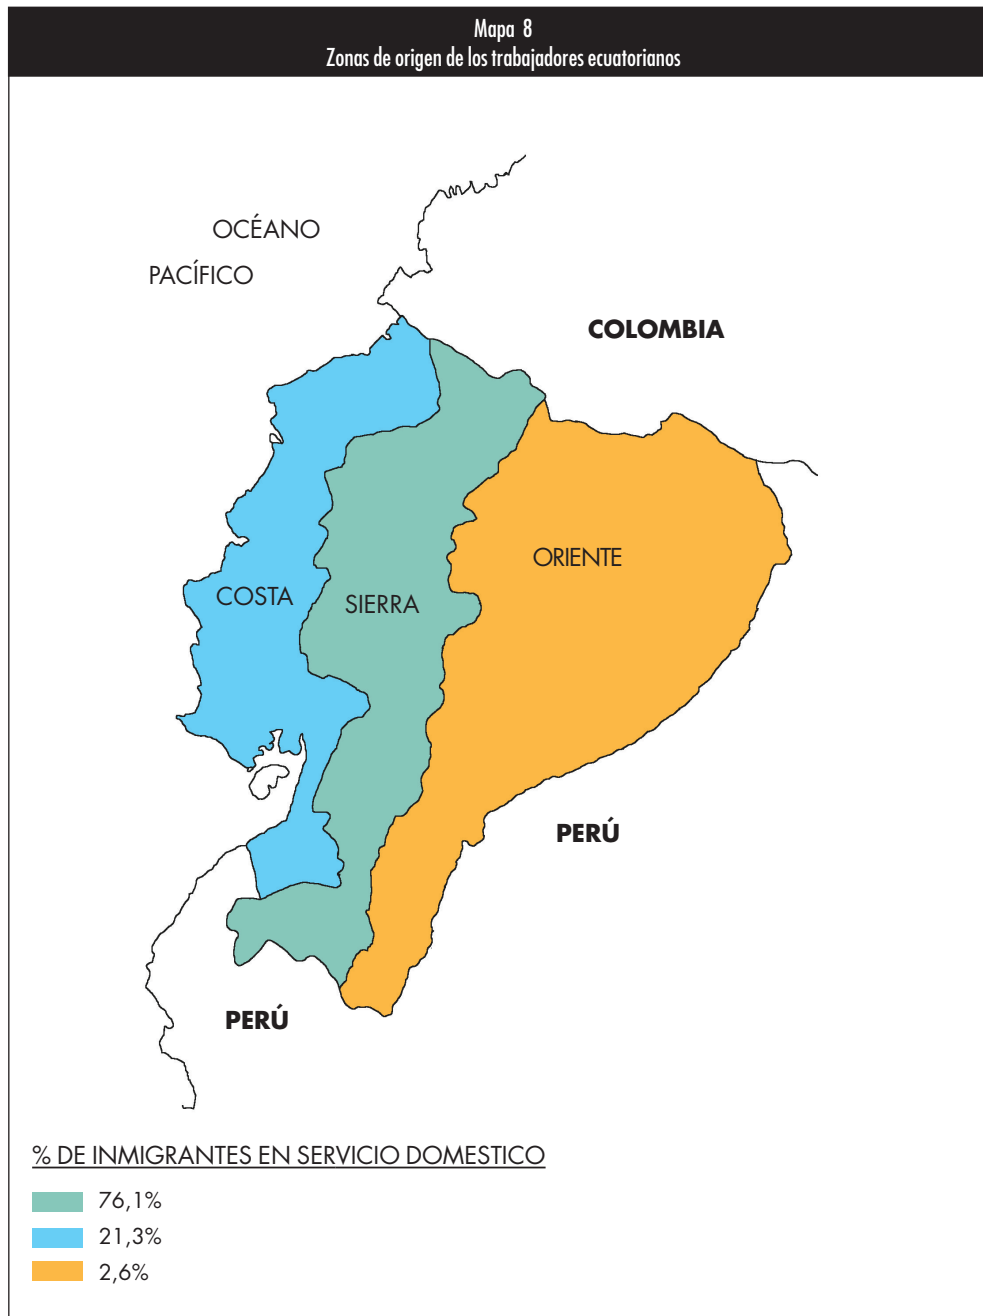 Mapa 8
Zonas de origen de los trabajadores ecuatorianos
OCÉANO
PACÍFICO
COLOMBIA
ORIENTE
COSTA
SIERRA
PERÚ
PERÚ
% DE INMIGRANTES EN SERVICIO DOMESTICO
76,1%
21,3%
2,6%